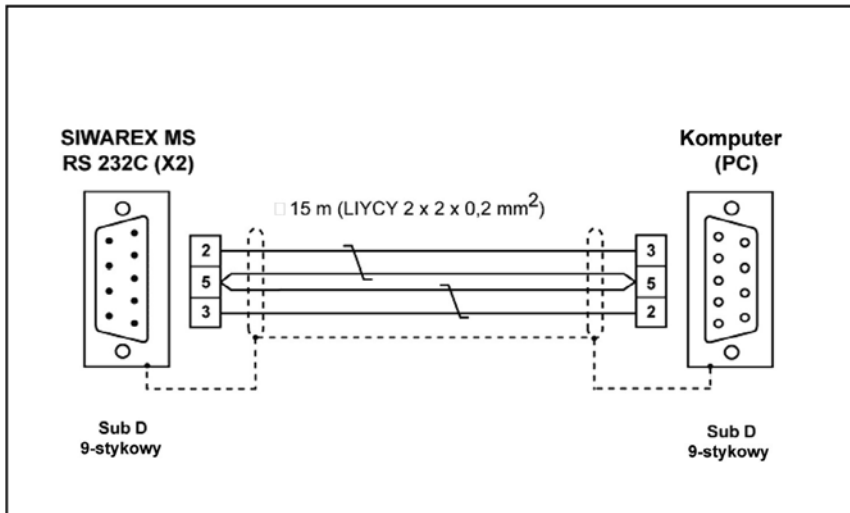 SIWAREX MS
RS 232C (X2)
Komputer
(PC)
□ 15 m (LIYCY 2 x 2 x 0,2 mm²)
2
5
3
3
5
2
Sub D
9-stykowy
Sub D
9-stykowy